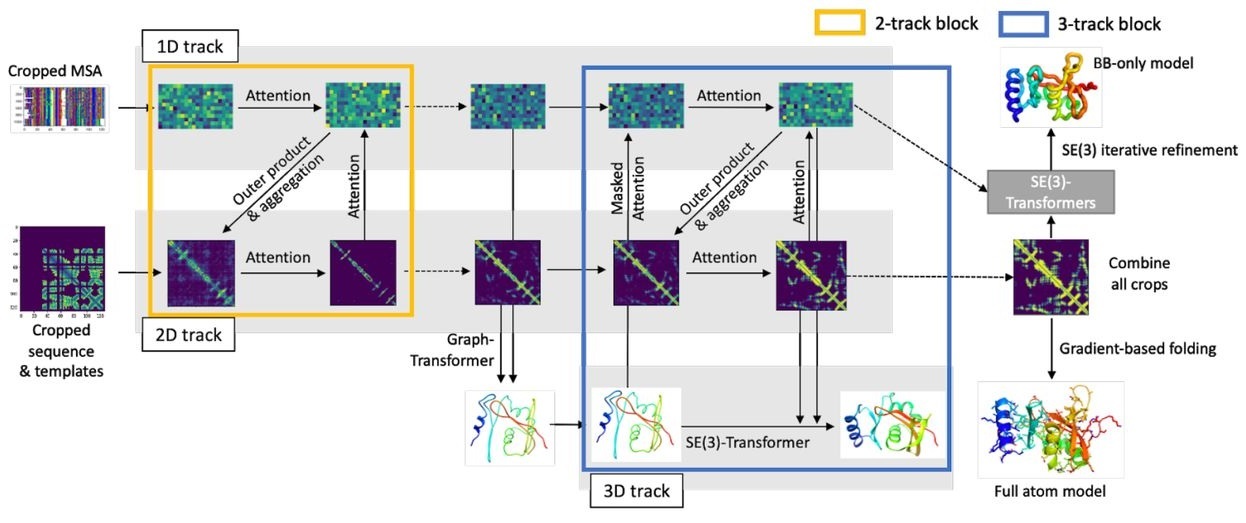 2-track block
3-track block
1D track
Cropped MSA
Attention
Attention
BB-only model
Outer product
& aggregation
Attention
Masked
Attention
Outer product
& aggregation
Attention
SE(3) iterative refinement
SE(3)-
Transformers
Attention
Attention
Combine
all crops
2D track
Cropped
sequence
& templates
Graph-
Transformer
Gradient-based folding
SE(3)-Transformer
3D track
Full atom model